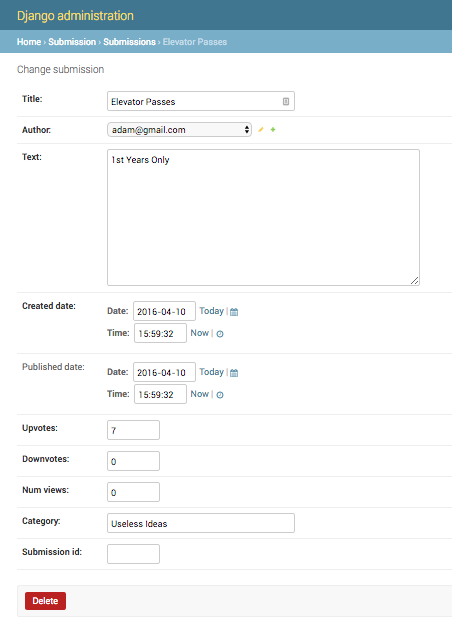 Django administration
Home › Submission › Submissions › Elevator Passes
Change submission
Title: Elevator Passes
Author: adam@gmail.com
Text: 1st Years Only
Created date: Date: 2016-04-10 Today |
Time: 15:59:32 Now |
Published date: Date: 2016-04-10 Today |
Time: 15:59:32 Now |
Upvotes: 7
Downvotes: 0
Num views: 0
Category: Useless Ideas
Submission id:
Delete